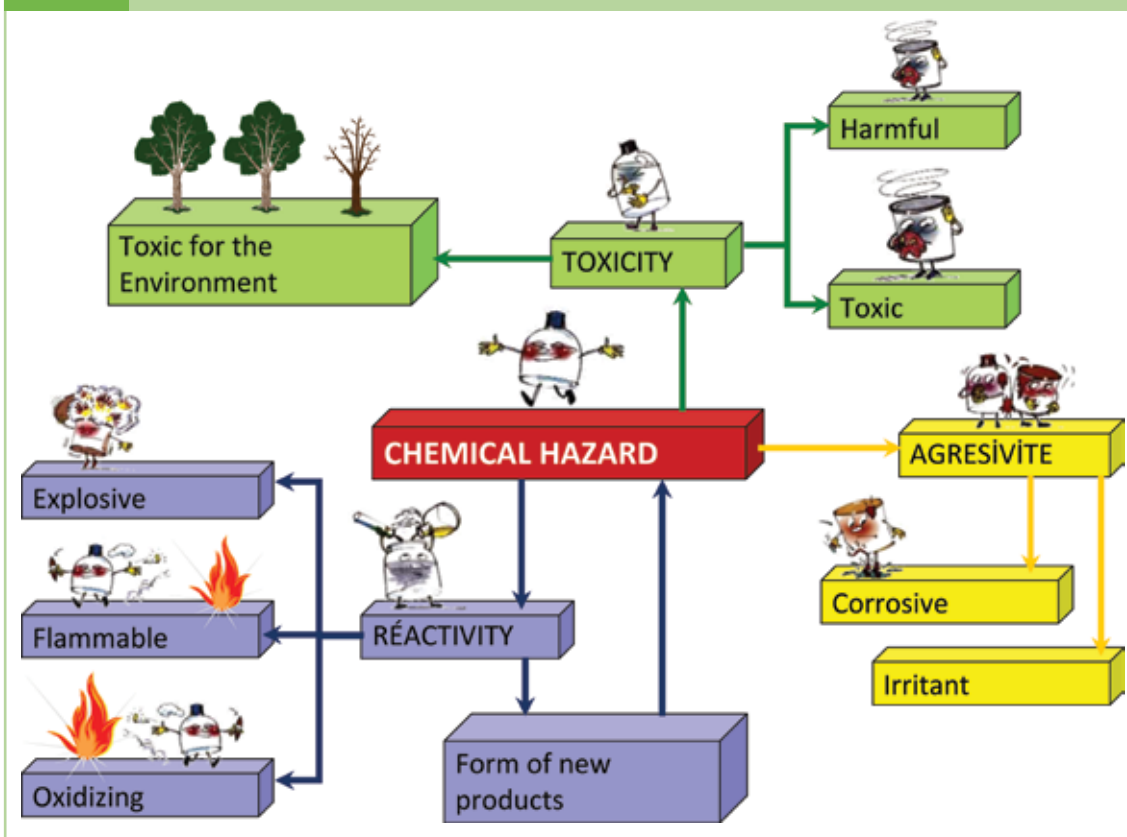 Harmful
Toxic for the
Environment
TOXICITY
Toxic
CHEMICAL HAZARD
AGRESİVİTE
Explosive
Corrosive
Flammable
RÉACTIVITY
Irritant
Oxidizing
Form of new
products